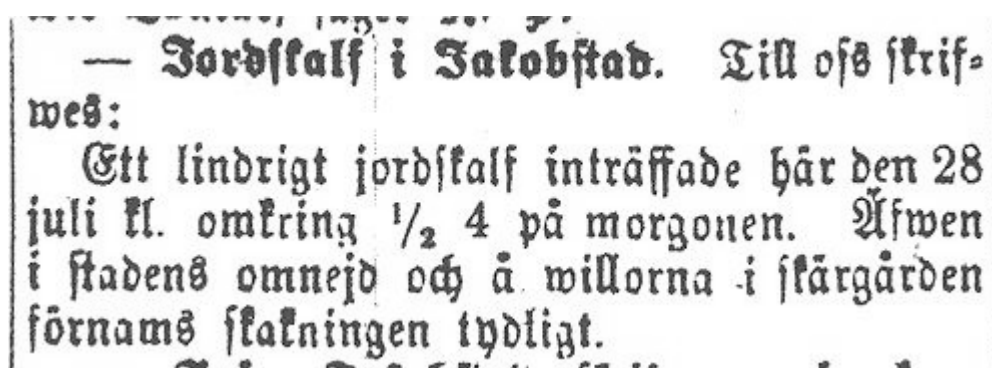 — Jordskalf i Jakobstad. Till oss skrif-
wes:
Ett lindrigt jordskalf inträffade här den 28
juli kl. omkring ½ 4 på morgonen. Äfwen
i stadens omnejd och å willorna i skärgården
förnams skakningen tydligt.